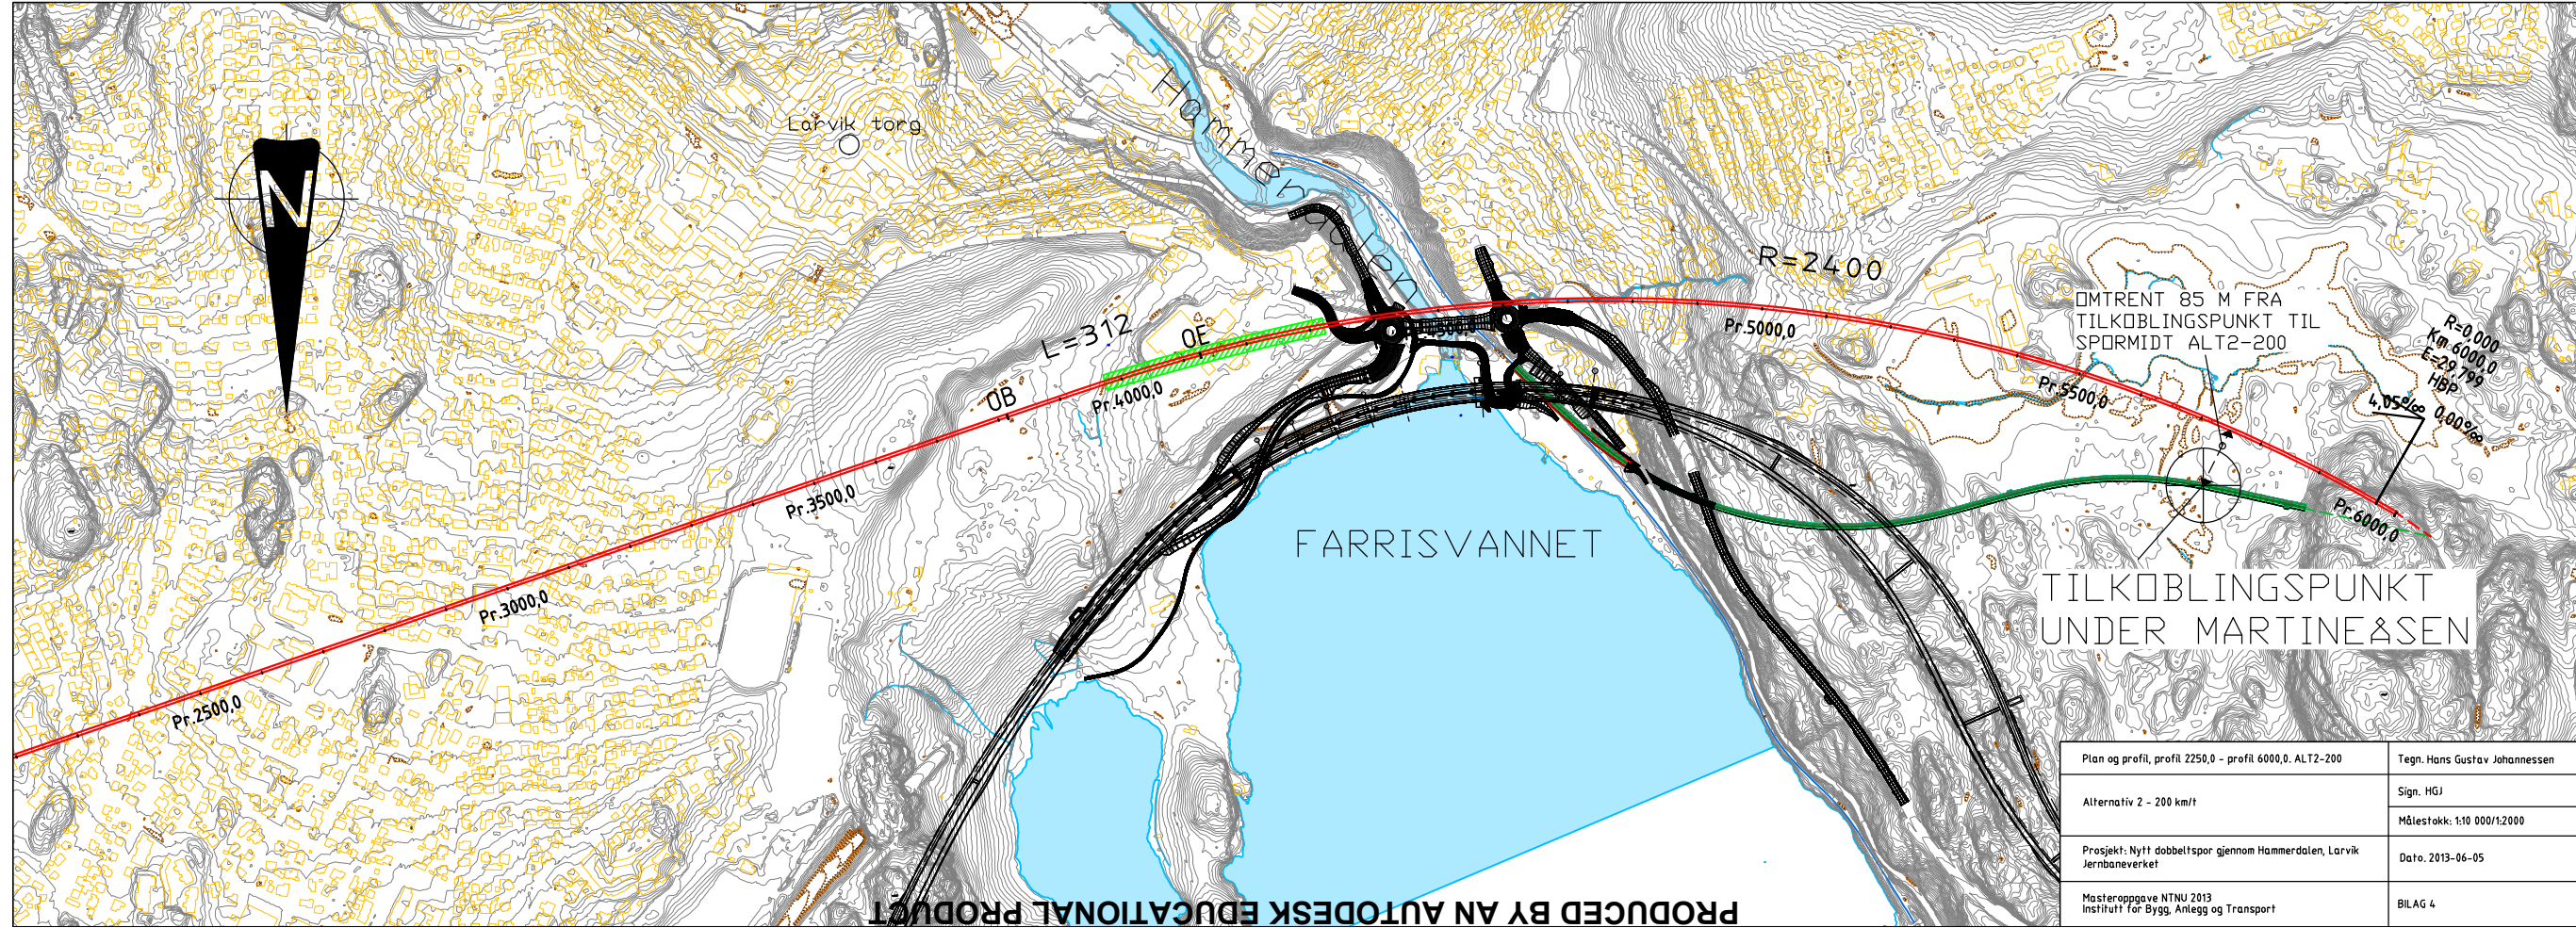 N
Larvik torg
Hammerdalen
R=2400
L=312
OE
OB
Pr.2500,0
Pr.3000,0
Pr.3500,0
Pr.4000,0
Pr.5000,0
Pr.5500,0
Pr.6000,0
OMTRENT 85 M FRA
TILKOBLINGSPUNKT TIL
SPORMIDT ALT2-200
R=0,000
Km 6000,0
E=29,799
HBP
4,05‰
0,00‰
FARRISVANNET
TILKOBLINGSPUNKT
UNDER MARTINEÅSEN
Plan og profil, profil 2250,0 - profil 6000,0. ALT2-200
Tegn. Hans Gustav Johannessen
Alternativ 2 - 200 km/t
Sign. HGJ
Målestokk: 1:10 000/1:2000
Prosjekt: Nytt dobbeltspor gjennom Hammerdalen, Larvik
Jernbaneverket
Dato. 2013-06-05
Masteroppgave NTNU 2013
Institutt for Bygg, Anlegg og Transport
BILAG 4
PRODUCED BY AN AUTODESK EDUCATIONAL PRODUCT